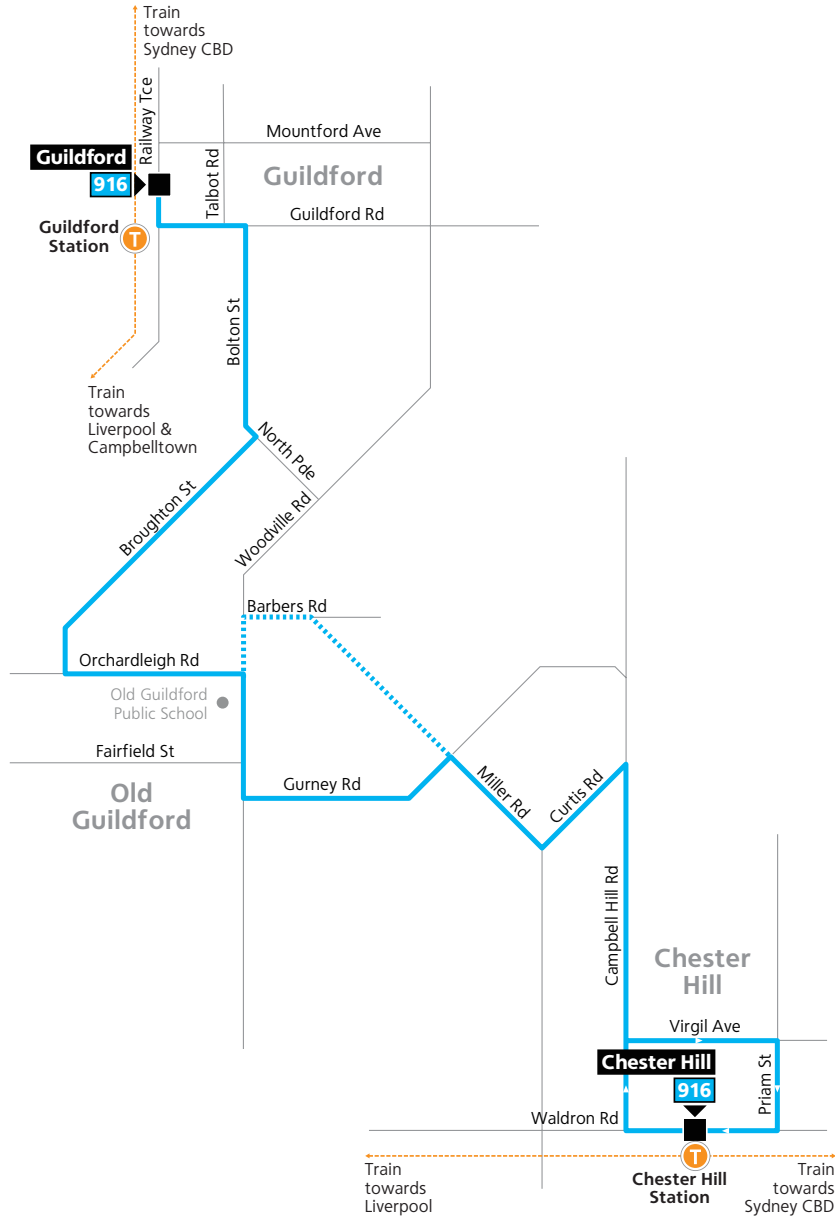 Train
towards
Sydney CBD
Railway Tce
Mountford Ave
Guildford
916
Talbot Rd
Guildford
Guildford Rd
Guildford
Station
T
Bolton St
Train
towards
Liverpool &
Campbelltown
North Pde
Broughton St
Woodville Rd
Barbers Rd
Orchardleigh Rd
Old Guildford
Public School
Fairfield St
Gurney Rd
Old
Guildford
Miller Rd
Curtis Rd
Campbell Hill Rd
Chester
Hill
Virgil Ave
Chester Hill
916
Priam St
Waldron Rd
T
Train
towards
Liverpool
Chester Hill
Station
Train
towards
Sydney CBD